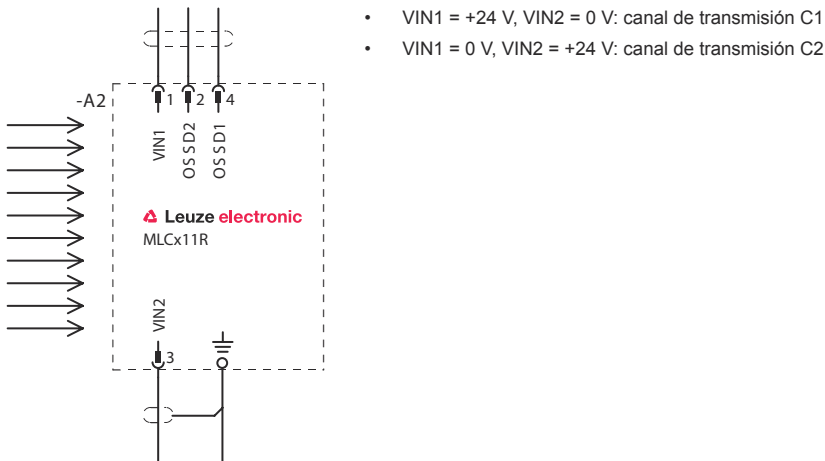 • VIN1 = +24 V, VIN2 = 0 V: canal de transmisión C1
• VIN1 = 0 V, VIN2 = +24 V: canal de transmisión C2
-A2
1 2 4
VIN1
OSSD2
OSSD1
Leuze electronic
MLCx11R
VIN2
3